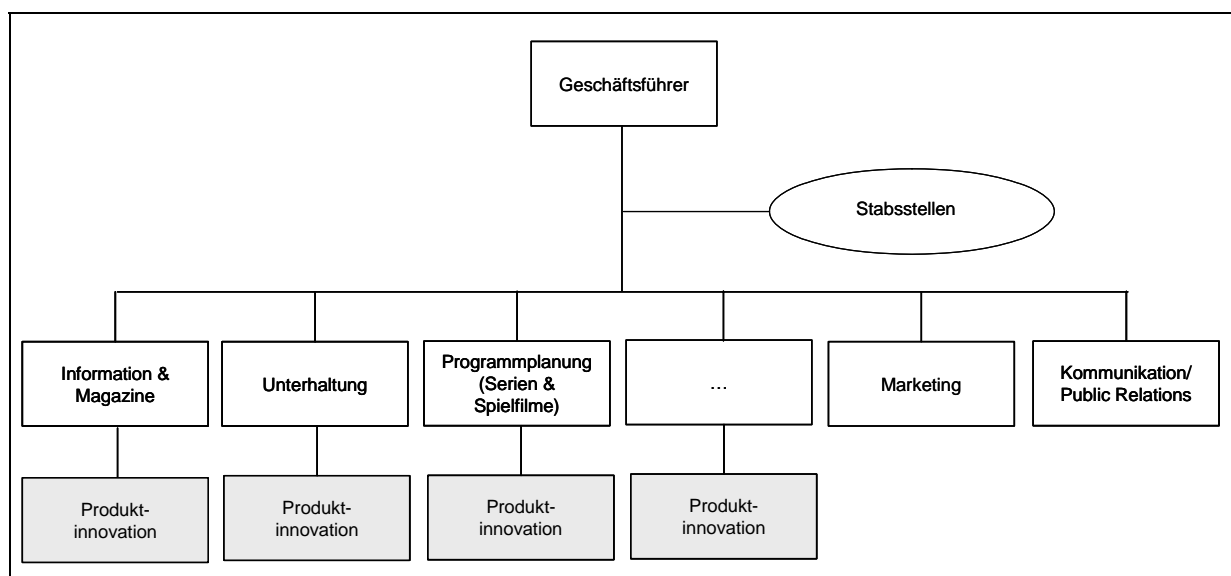 Geschäftsführer
Stabsstellen
Information &
Magazine
Unterhaltung
Programmplanung
(Serien &
Spielfilme)
...
Marketing
Kommunikation/
Public Relations
Produkt-
innovation
Produkt-
innovation
Produkt-
innovation
Produkt-
innovation